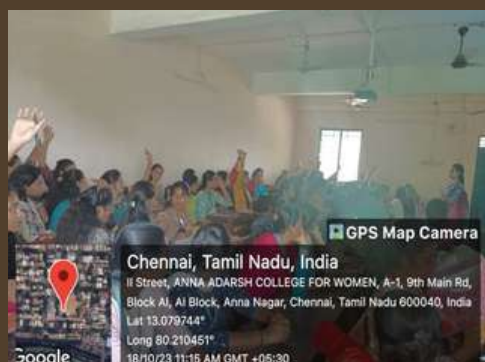 GPS Map Camera
Chennai, Tamil Nadu, India
II Street, ANNA ADARSH COLLEGE FOR WOMEN, A-1, 9th Main Rd,
Block AI, AI Block, Anna Nagar, Chennai, Tamil Nadu 600040, India
Lat 13.079744°
Long 80.210451°
18/10/23 11:15 AM GMT +05:30
Google